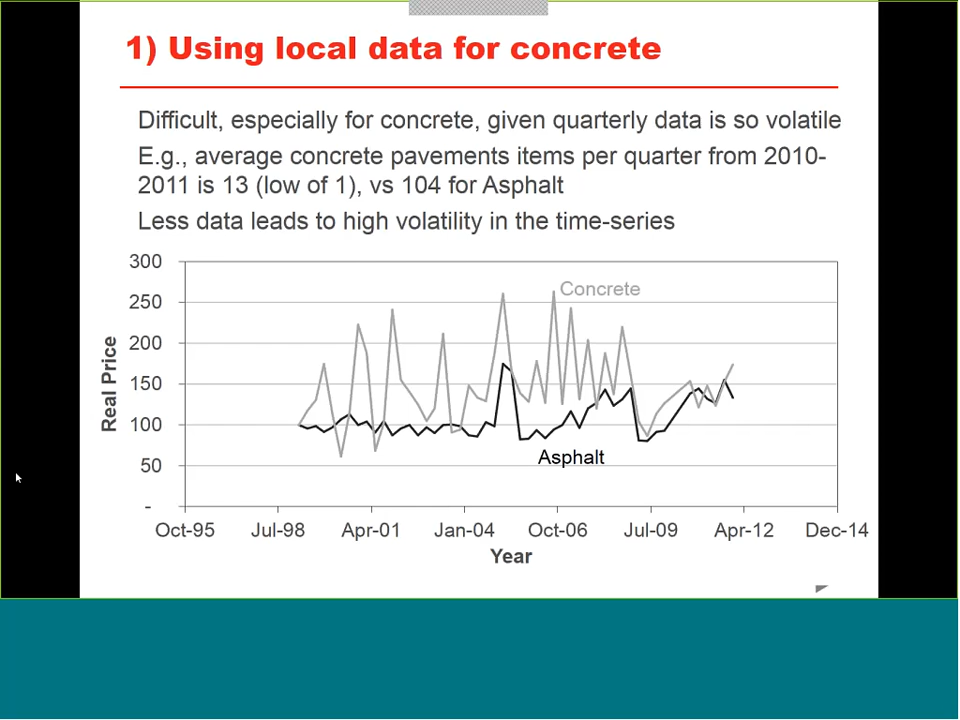 1) Using local data for concrete
Difficult, especially for concrete, given quarterly data is so volatile
E.g., average concrete pavements items per quarter from 2010-
2011 is 13 (low of 1), vs 104 for Asphalt
Less data leads to high volatility in the time-series
300
250
200
150
100
50
-
Real Price
Concrete
Asphalt
Oct-95 Jul-98 Apr-01 Jan-04 Oct-06 Jul-09 Apr-12 Dec-14
Year